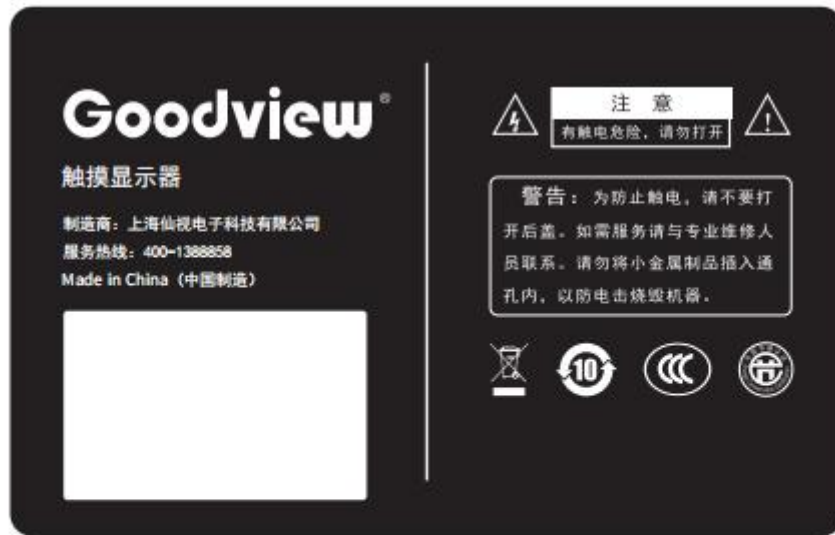 Goodview®
触摸显示器
制造商：上海仙视电子科技有限公司
服务热线：400-1388858
Made in China（中国制造）
注 意
有触电危险，请勿打开
警告：为防止触电，请不要打
开后盖。如需服务请与专业维修人
员联系。请勿将小金属制品插入通
孔内，以防电击烧毁机器。
10
CCC